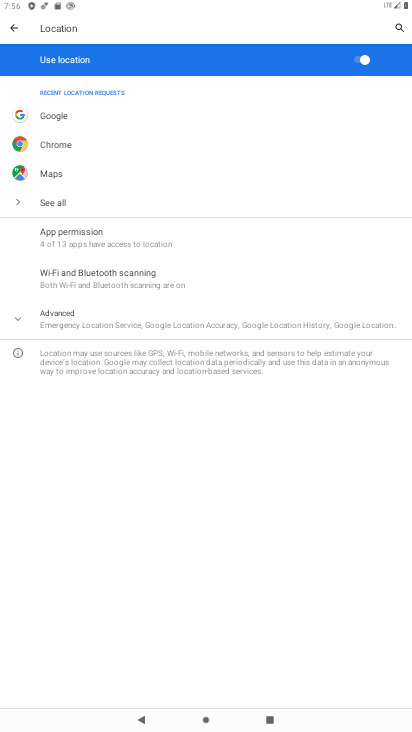 7:56
LTE
Location
Use location
RECENT LOCATION REQUESTS
Google
Chrome
Maps
See all
App permission
4 of 13 apps have access to location
Wi-Fi and Bluetooth scanning
Both Wi-Fi and Bluetooth scanning are on
Advanced
Emergency Location Service, Google Location Accuracy, Google Location History, Google Location..
Location may use sources like GPS, Wi-Fi, mobile networks, and sensors to help estimate your
device's location. Google may collect location data periodically and use this data in an anonymous
way to improve location accuracy and location-based services.